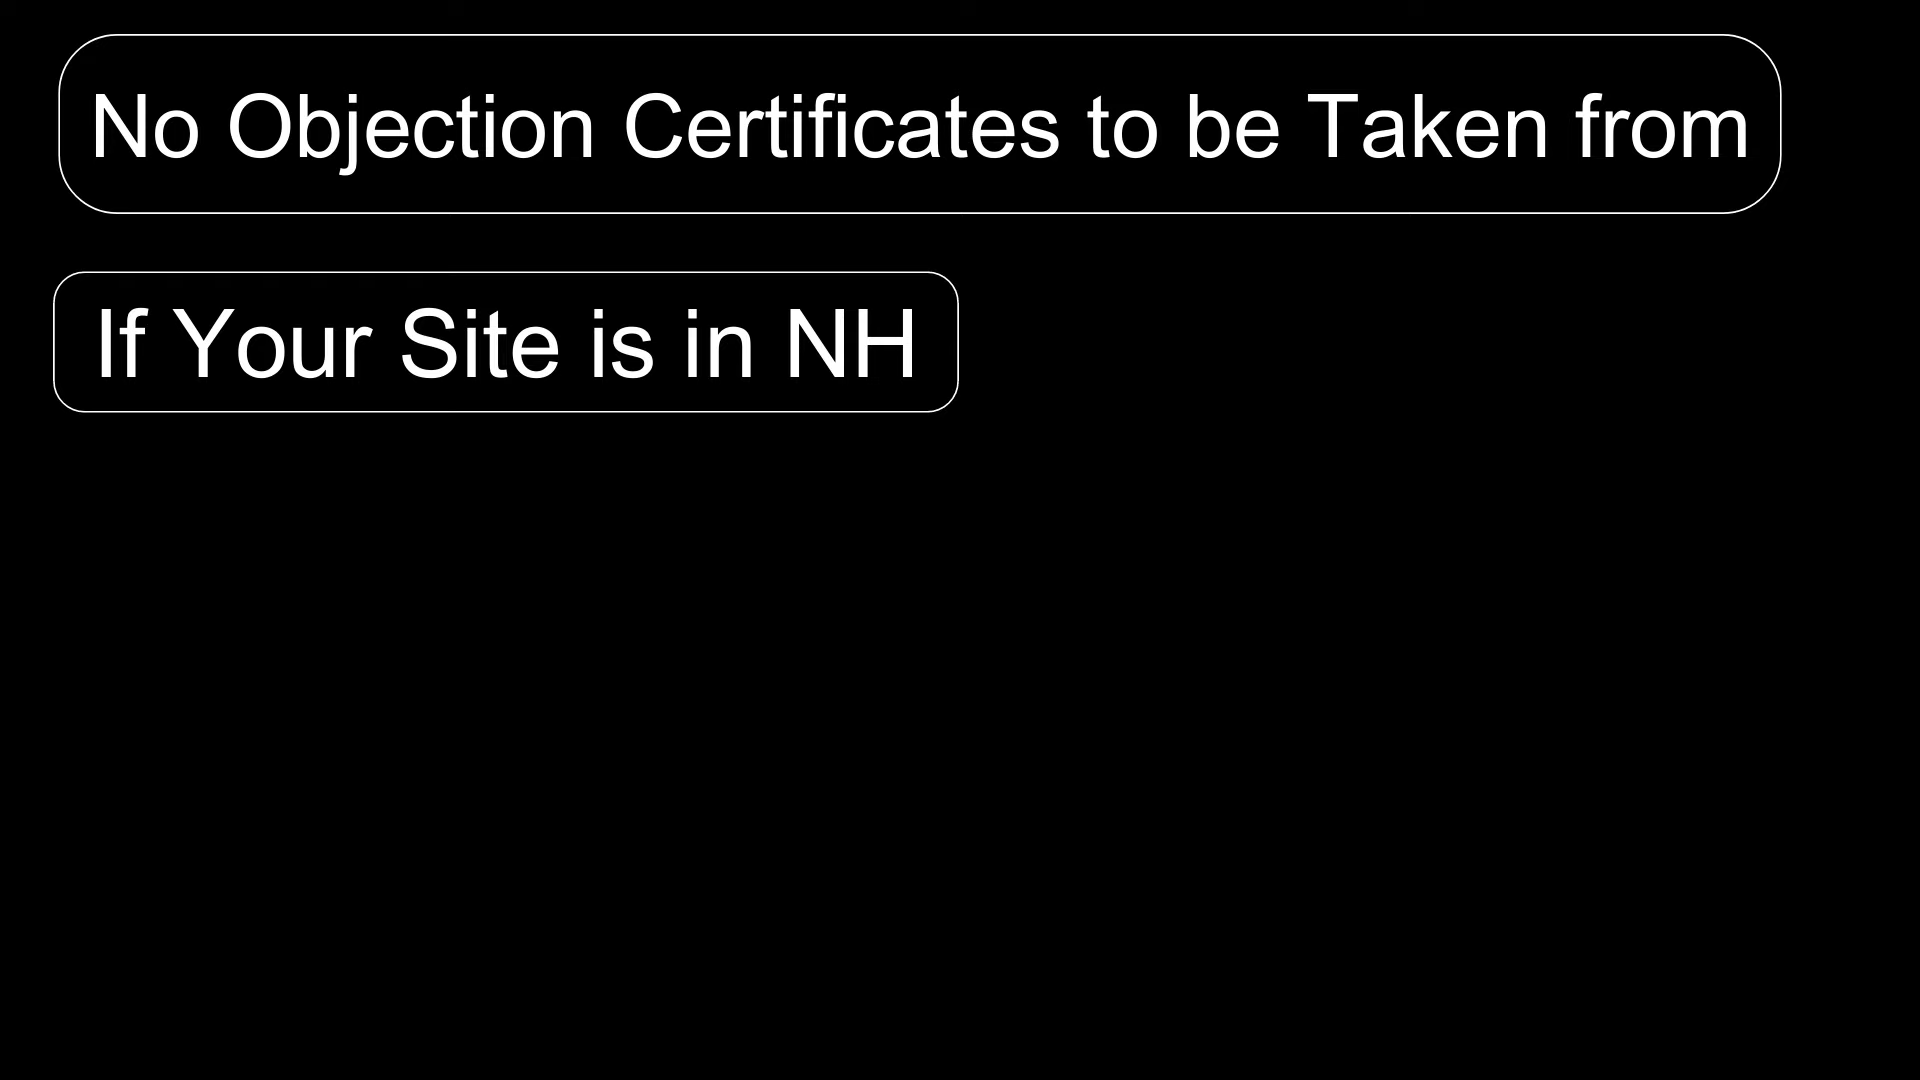 No Objection Certificates to be Taken from
If Your Site is in NH